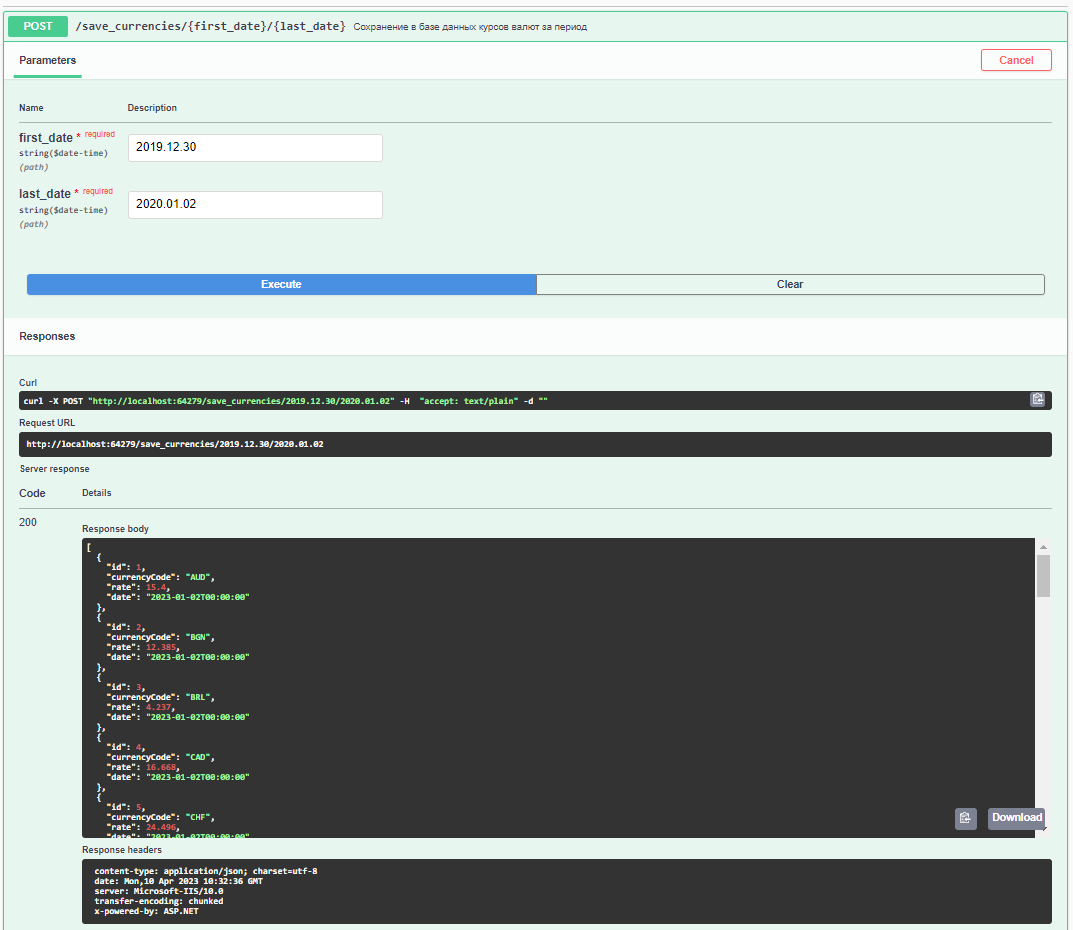 POST /save_currencies/{first_date}/{last_date} Сохранение в базе данных курсов валют за период
Parameters
Cancel
Name Description
first_date * required
string($date-time)
(path)
2019.12.30
last_date * required
string($date-time)
(path)
2020.01.02
Execute Clear
Responses
Curl
curl -X POST "http://localhost:64279/save_currencies/2019.12.30/2020.01.02" -H  "accept: text/plain" -d ""
Request URL
http://localhost:64279/save_currencies/2019.12.30/2020.01.02
Server response
Code Details
200
Response body
[
{
"id": 1,
"currencyCode": "AUD",
"rate": 15.4,
"date": "2023-01-02T00:00:00"
},
{
"id": 2,
"currencyCode": "BGN",
"rate": 12.385,
"date": "2023-01-02T00:00:00"
},
{
"id": 3,
"currencyCode": "BRL",
"rate": 4.237,
"date": "2023-01-02T00:00:00"
},
{
"id": 4,
"currencyCode": "CAD",
"rate": 16.668,
"date": "2023-01-02T00:00:00"
},
{
"id": 5,
"currencyCode": "CHF",
"rate": 24.496,
"date": "2023-01-02T00:00:00"
Download
Response headers
content-type: application/json; charset=utf-8
date: Mon,10 Apr 2023 10:32:36 GMT
server: Microsoft-IIS/10.0
transfer-encoding: chunked
x-powered-by: ASP.NET